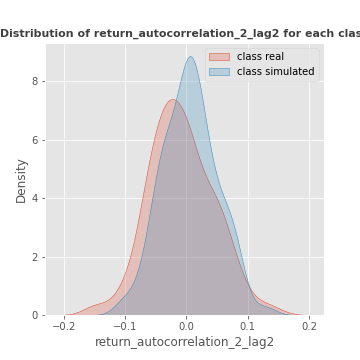 Distribution of return_autocorrelation_2_lag2 for each clas
class real
class simulated
8
6
4
2
0
Density
−0.2 −0.1 0.0 0.1 0.2
return_autocorrelation_2_lag2